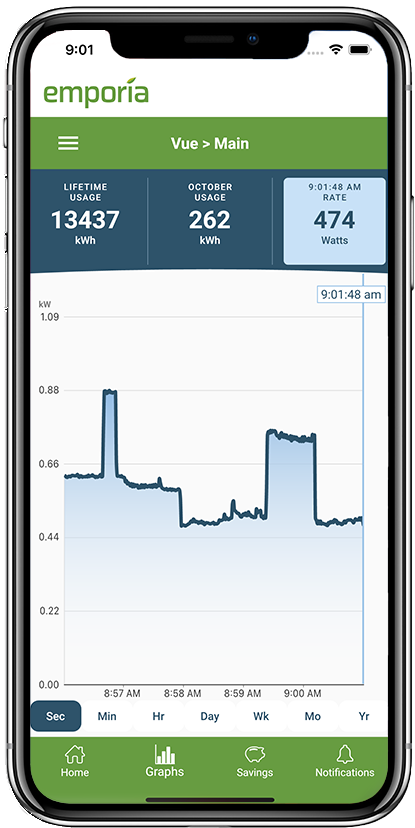 9:01
emporia
Vue > Main
LIFETIME
USAGE
13437
kWh
OCTOBER
USAGE
262
kWh
9:01:48 AM
RATE
474
Watts
9:01:48 am
kW
1.09
0.88
0.66
0.44
0.22
0.00
8:57 AM 8:58 AM 8:59 AM 9:00 AM
Sec Min Hr Day Wk Mo Yr
Home Graphs Savings Notifications